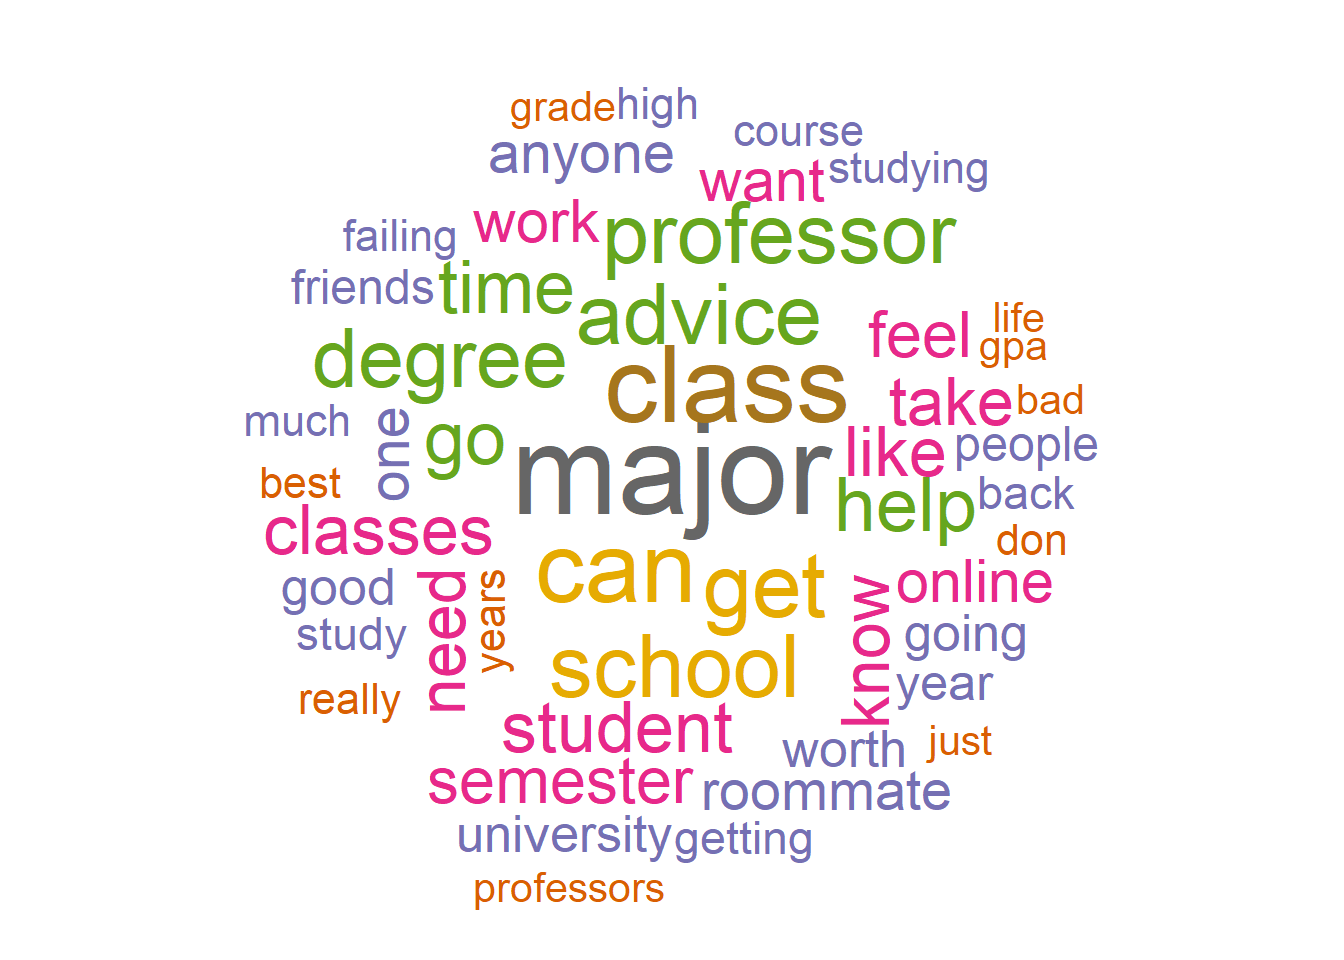 grade high
course
anyone
want studying
work professor
failing
friends time advice
life
feel
gpa
degree class
take bad
much one go
major like people
best help back
classes
don
can get online
good need years know
study going
school year
really
student worth just
semester roommate
university getting
professors